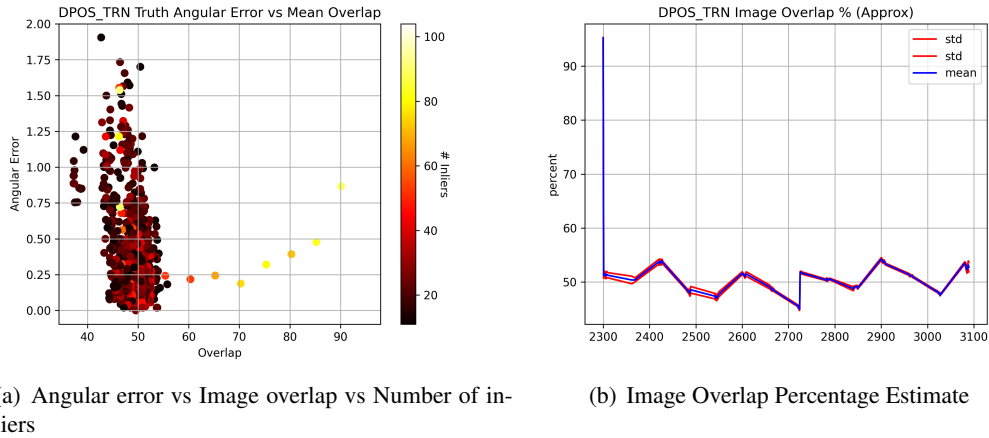 DPOS_TRN Truth Angular Error vs Mean Overlap
2.00
1.75
1.50
1.25
1.00
0.75
0.50
0.25
0.00
Angular Error
40 50 60 70 80 90
Overlap
100
80
60
40
20
# Inliers
DPOS_TRN Image Overlap % (Approx)
std
std
mean
90
80
70
60
50
percent
2300 2400 2500 2600 2700 2800 2900 3000 3100
a) Angular error vs Image overlap vs Number of in-
liers
(b) Image Overlap Percentage Estimate